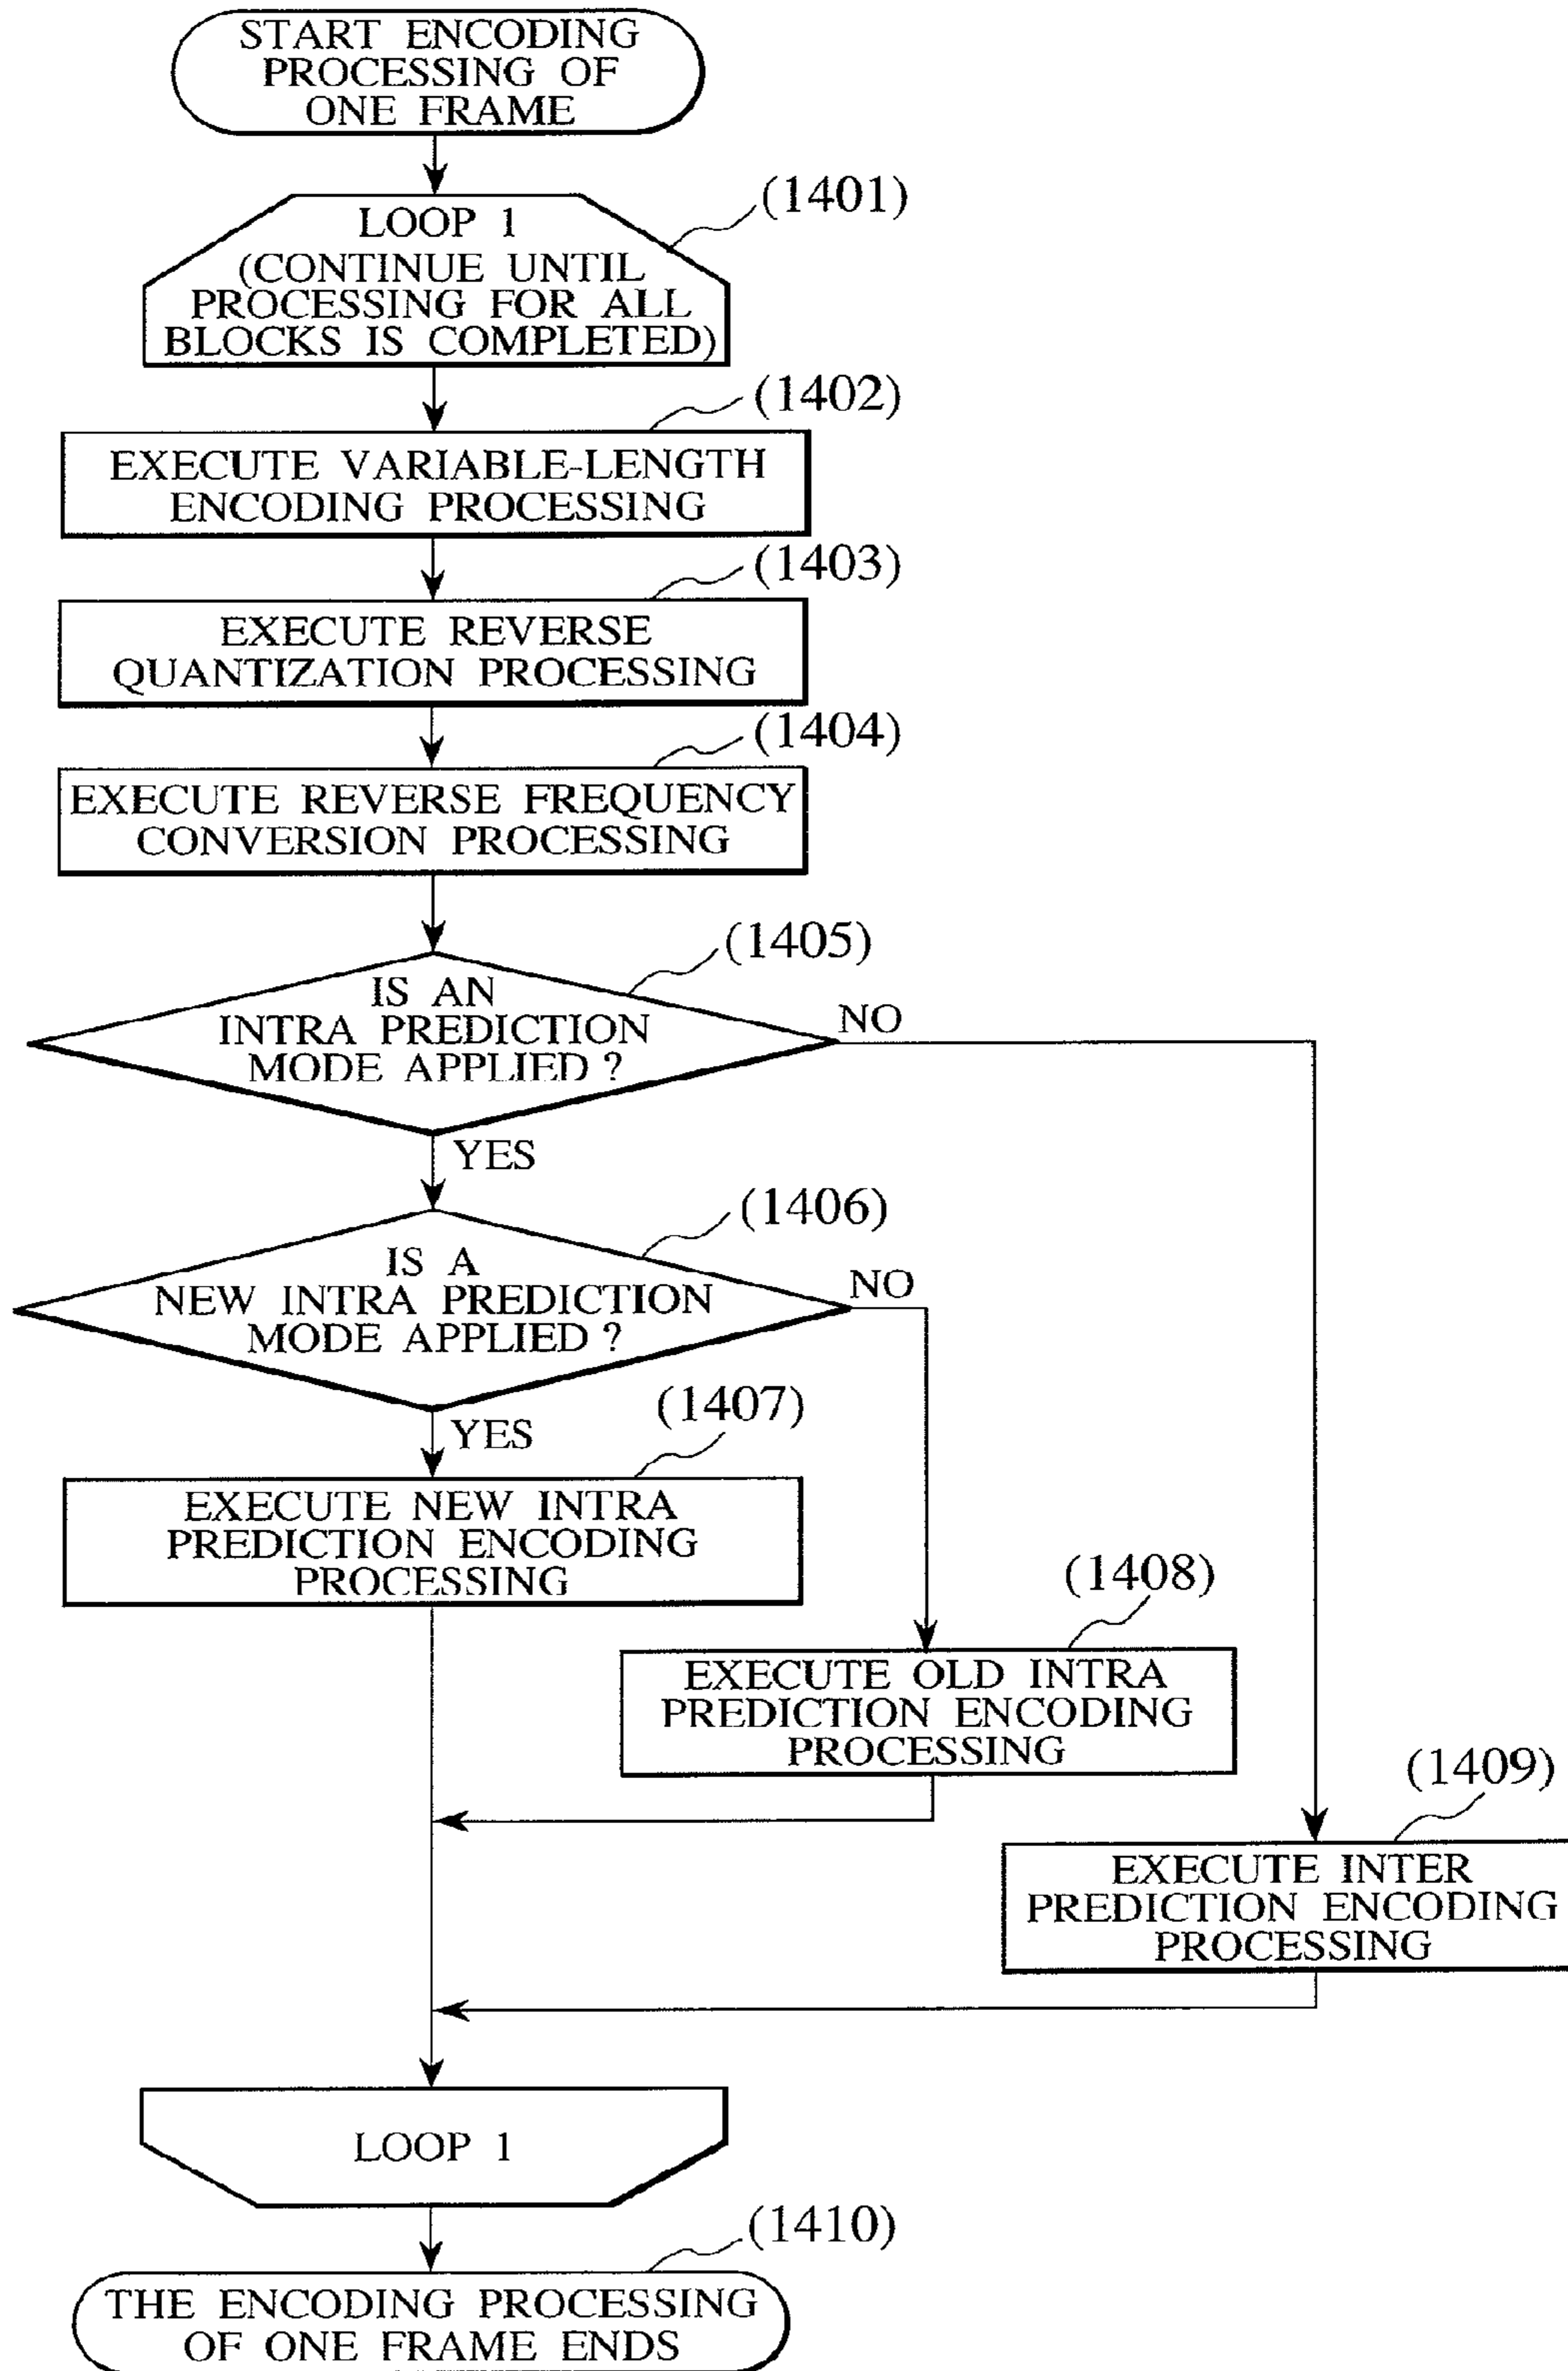 START ENCODING
PROCESSING OF
ONE FRAME
(1401)
LOOP 1
(CONTINUE UNTIL
PROCESSING FOR ALL
BLOCKS IS COMPLETED)
(1402)
EXECUTE VARIABLE-LENGTH
ENCODING PROCESSING
(1403)
EXECUTE REVERSE
QUANTIZATION PROCESSING
(1404)
EXECUTE REVERSE FREQUENCY
CONVERSION PROCESSING
(1405)
IS AN
INTRA PREDICTION
MODE APPLIED ?
NO
YES
(1406)
IS A
NEW INTRA PREDICTION
MODE APPLIED ?
NO
YES
(1407)
EXECUTE NEW INTRA
PREDICTION ENCODING
PROCESSING
(1408)
EXECUTE OLD INTRA
PREDICTION ENCODING
PROCESSING
(1409)
EXECUTE INTER
PREDICTION ENCODING
PROCESSING
LOOP 1
(1410)
THE ENCODING PROCESSING
OF ONE FRAME ENDS